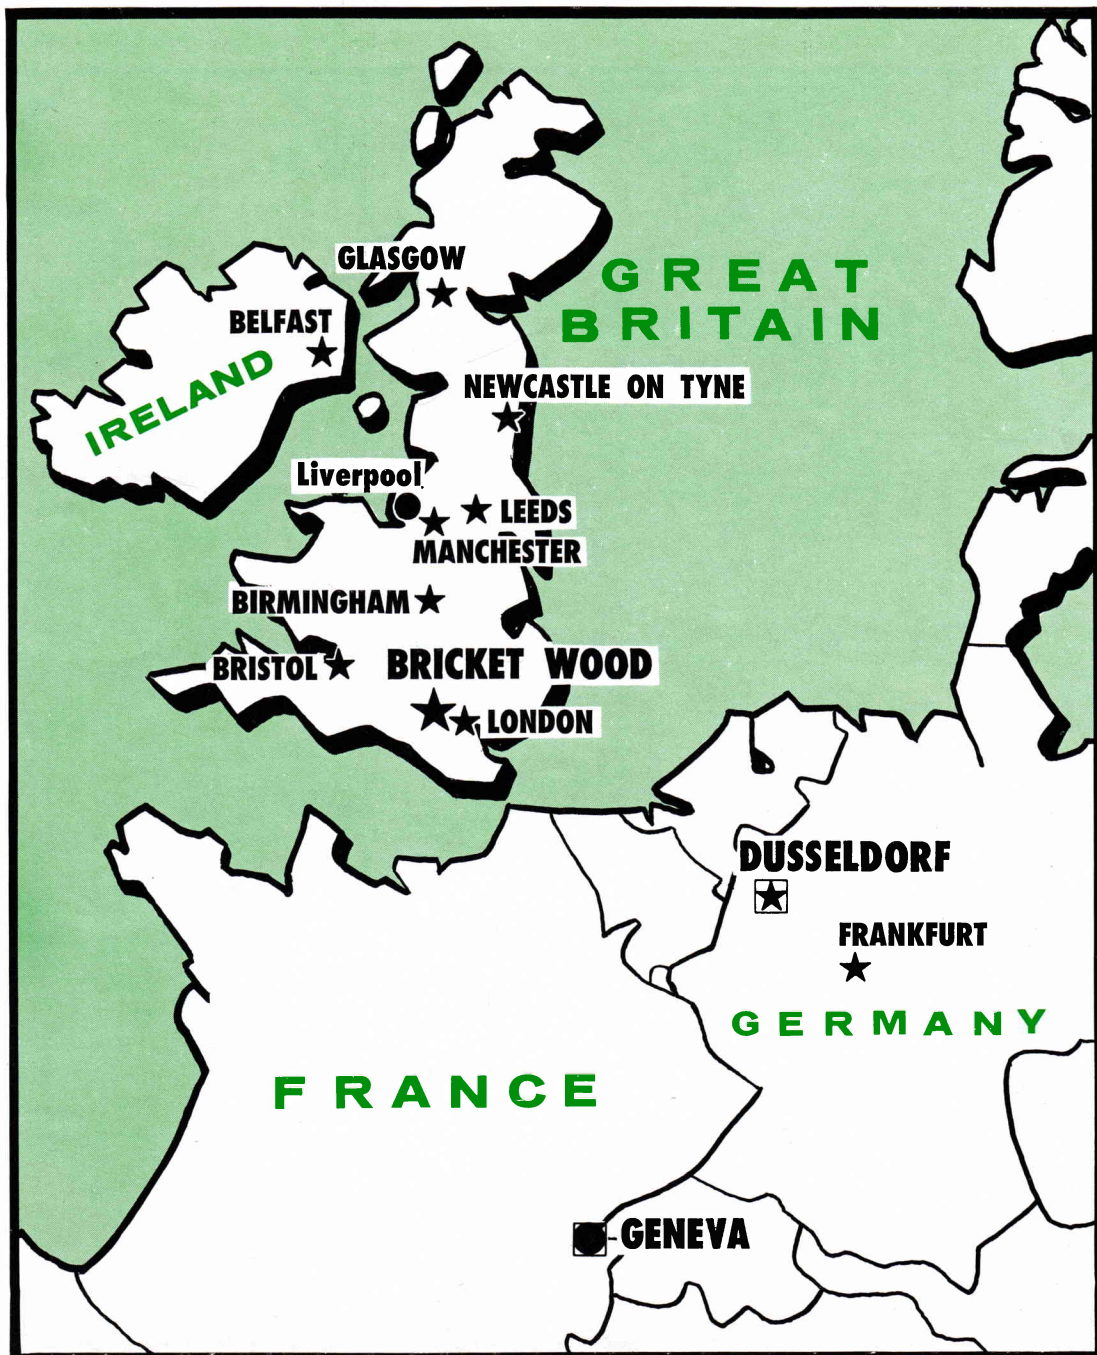 GLASGOW
GREAT
BRITAIN
BELFAST
IRELAND
NEWCASTLE ON TYNE
Liverpool
LEEDS
MANCHESTER
BIRMINGHAM
BRISTOL
BRICKET WOOD
LONDON
DUSSELDORF
FRANKFURT
GERMANY
FRANCE
GENEVA